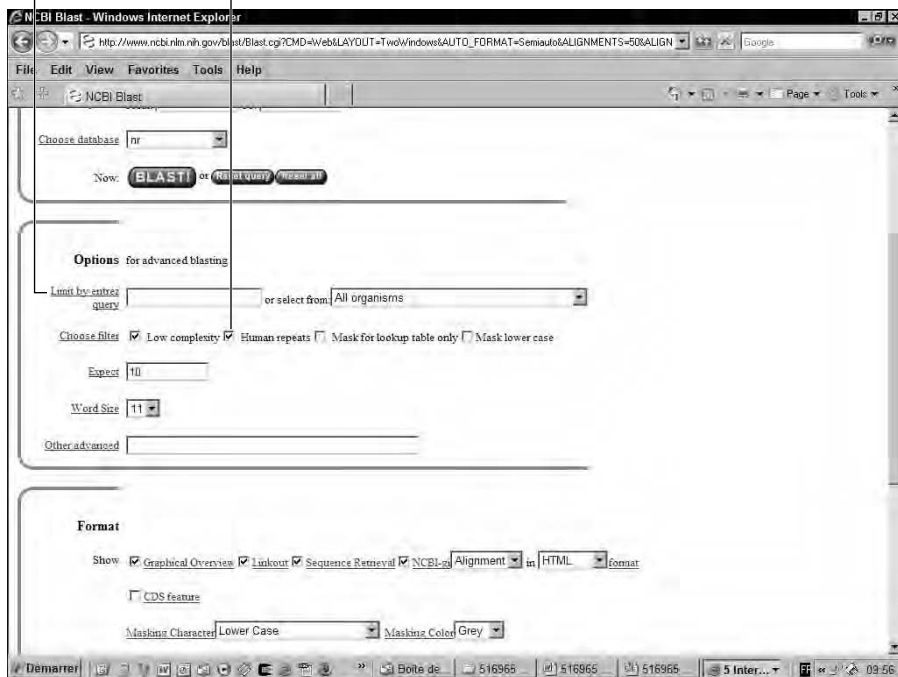 NCBI Blast - Windows Internet Explorer
http://www.ncbi.nlm.nih.gov/blast/Blast.cgi?CMD=Web&LAYOUT=TwoWindows&AUTO_FORMAT=Semiauto&ALIGNMENTS=50&ALIGN Google
File Edit View Favorites Tools Help
NCBI Blast Page Tools
Choose database nr
Now: BLAST! or Reset query Reset all
Options for advanced blasting
Limit by entrez query or select from: All organisms
Choose filter Low complexity Human repeats Mask for lookup table only Mask lower case
Expect 10
Word Size 11
Other advanced
Format
Show Graphical Overview Linkout Sequence Retrieval NCBI-gi Alignment in HTML format
CDS feature
Masking Character Lower Case Masking Color Grey
Démarrer Boîte de... 516965 ... 516965 ... 516965 ... 5 Inter... FF 09:56